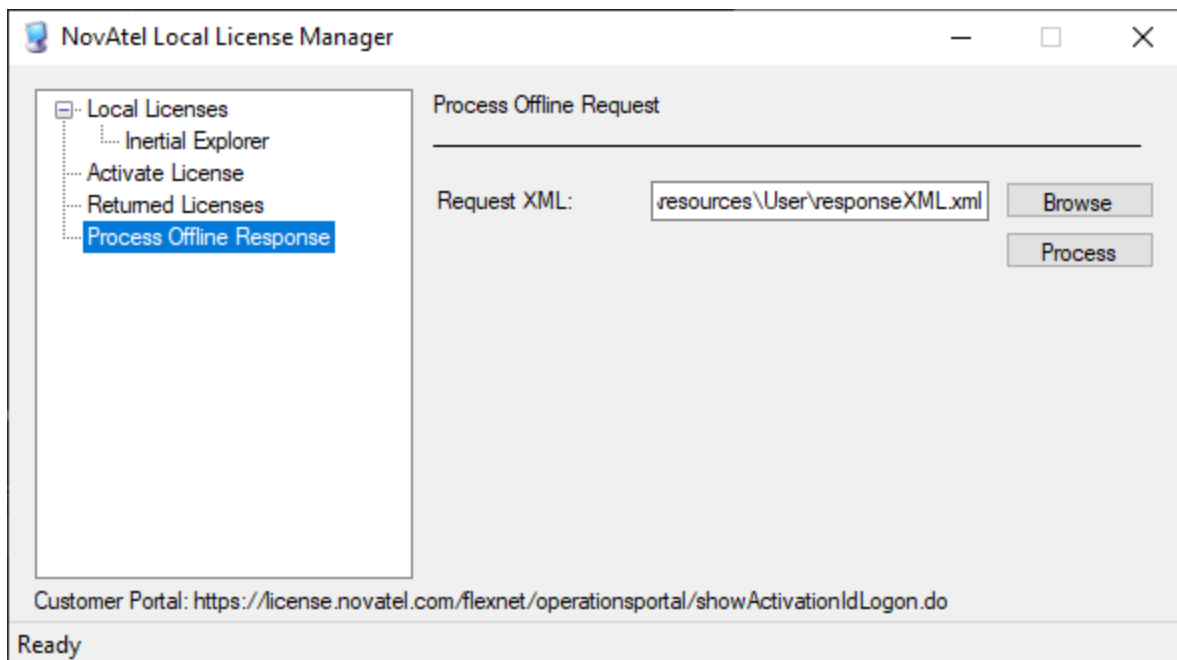 NovAtel Local License Manager
Local Licenses
Inertial Explorer
Activate License
Returned Licenses
Process Offline Response
Process Offline Request
Request XML:
\resources\User\responseXML.xml
Browse
Process
Customer Portal: https://license.novatel.com/flexnet/operationsportal/showActivationIdLogon.do
Ready